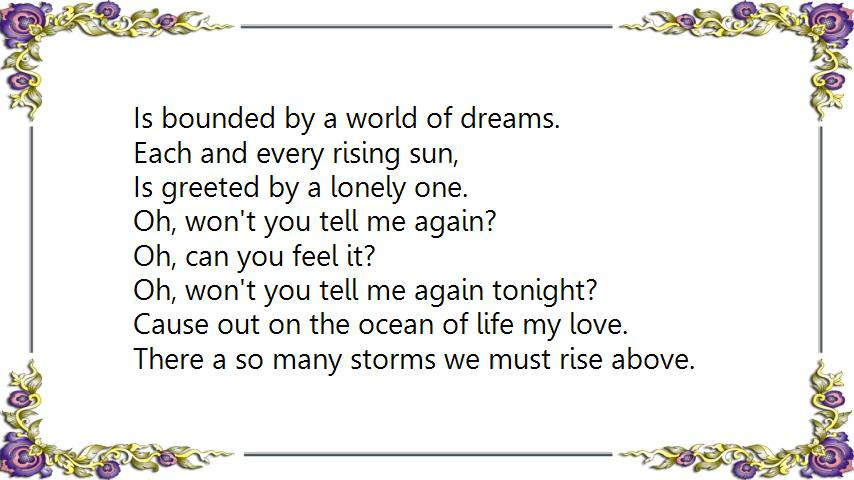 Is bounded by a world of dreams.
Each and every rising sun,
Is greeted by a lonely one.
Oh, won't you tell me again?
Oh, can you feel it?
Oh, won't you tell me again tonight?
Cause out on the ocean of life my love.
There a so many storms we must rise above.